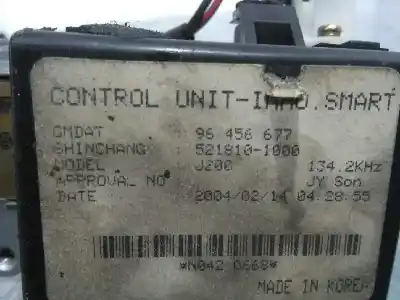 CONTROL UNIT-IMMO.SMART
GMDAT : 96 456 677
SHINCHANG : 521810-1000
MODEL : J200 134.2KHz
APPROVAL NO : JY Son
DATE : 2004/02/14 04:28:55
*N042 0668*
MADE IN KOREA